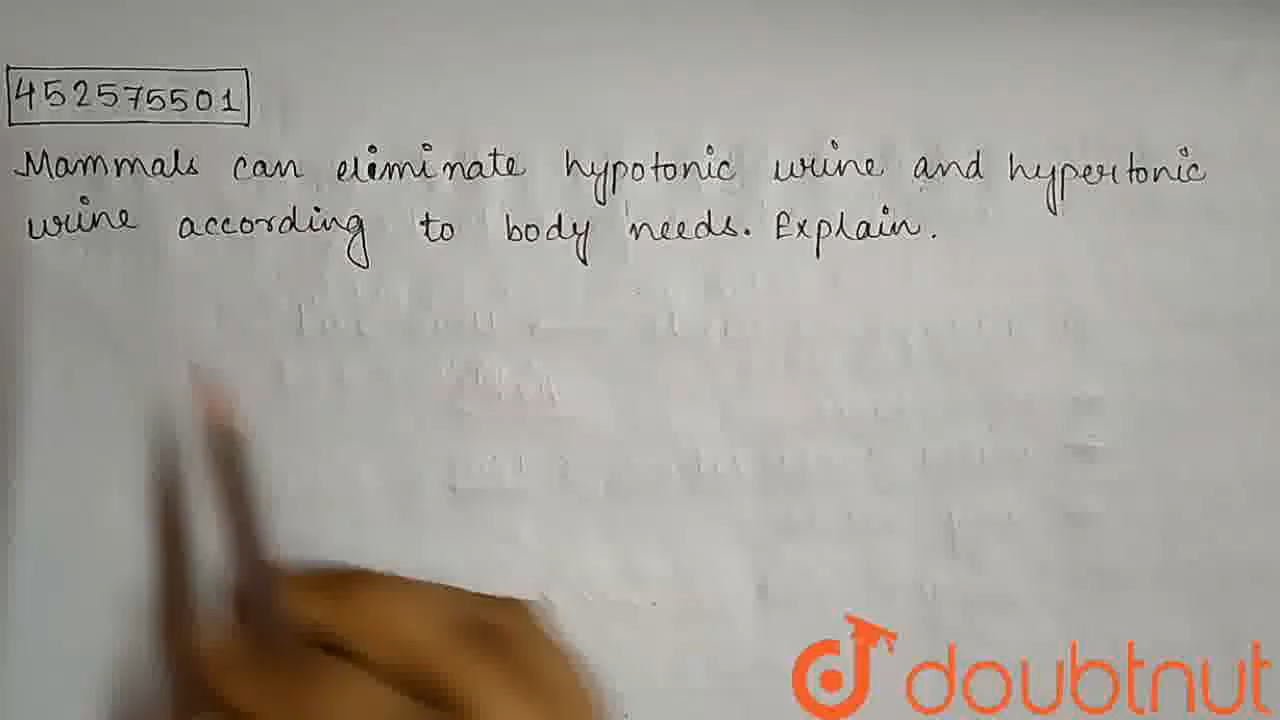 452575501
Mammals can eliminate hypotonic urine and hypertonic
urine according to body needs. Explain.
doubtnut